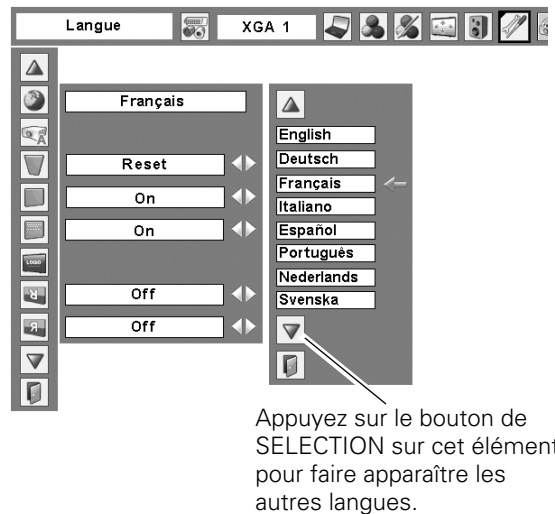 Langue
XGA 1
Français
Reset
On
On
Off
Off
English
Deutsch
Français
Italiano
Español
Português
Nederlands
Svenska
LOGO
Appuyez sur le bouton de
SELECTION sur cet élément
pour faire apparaître les
autres langues.